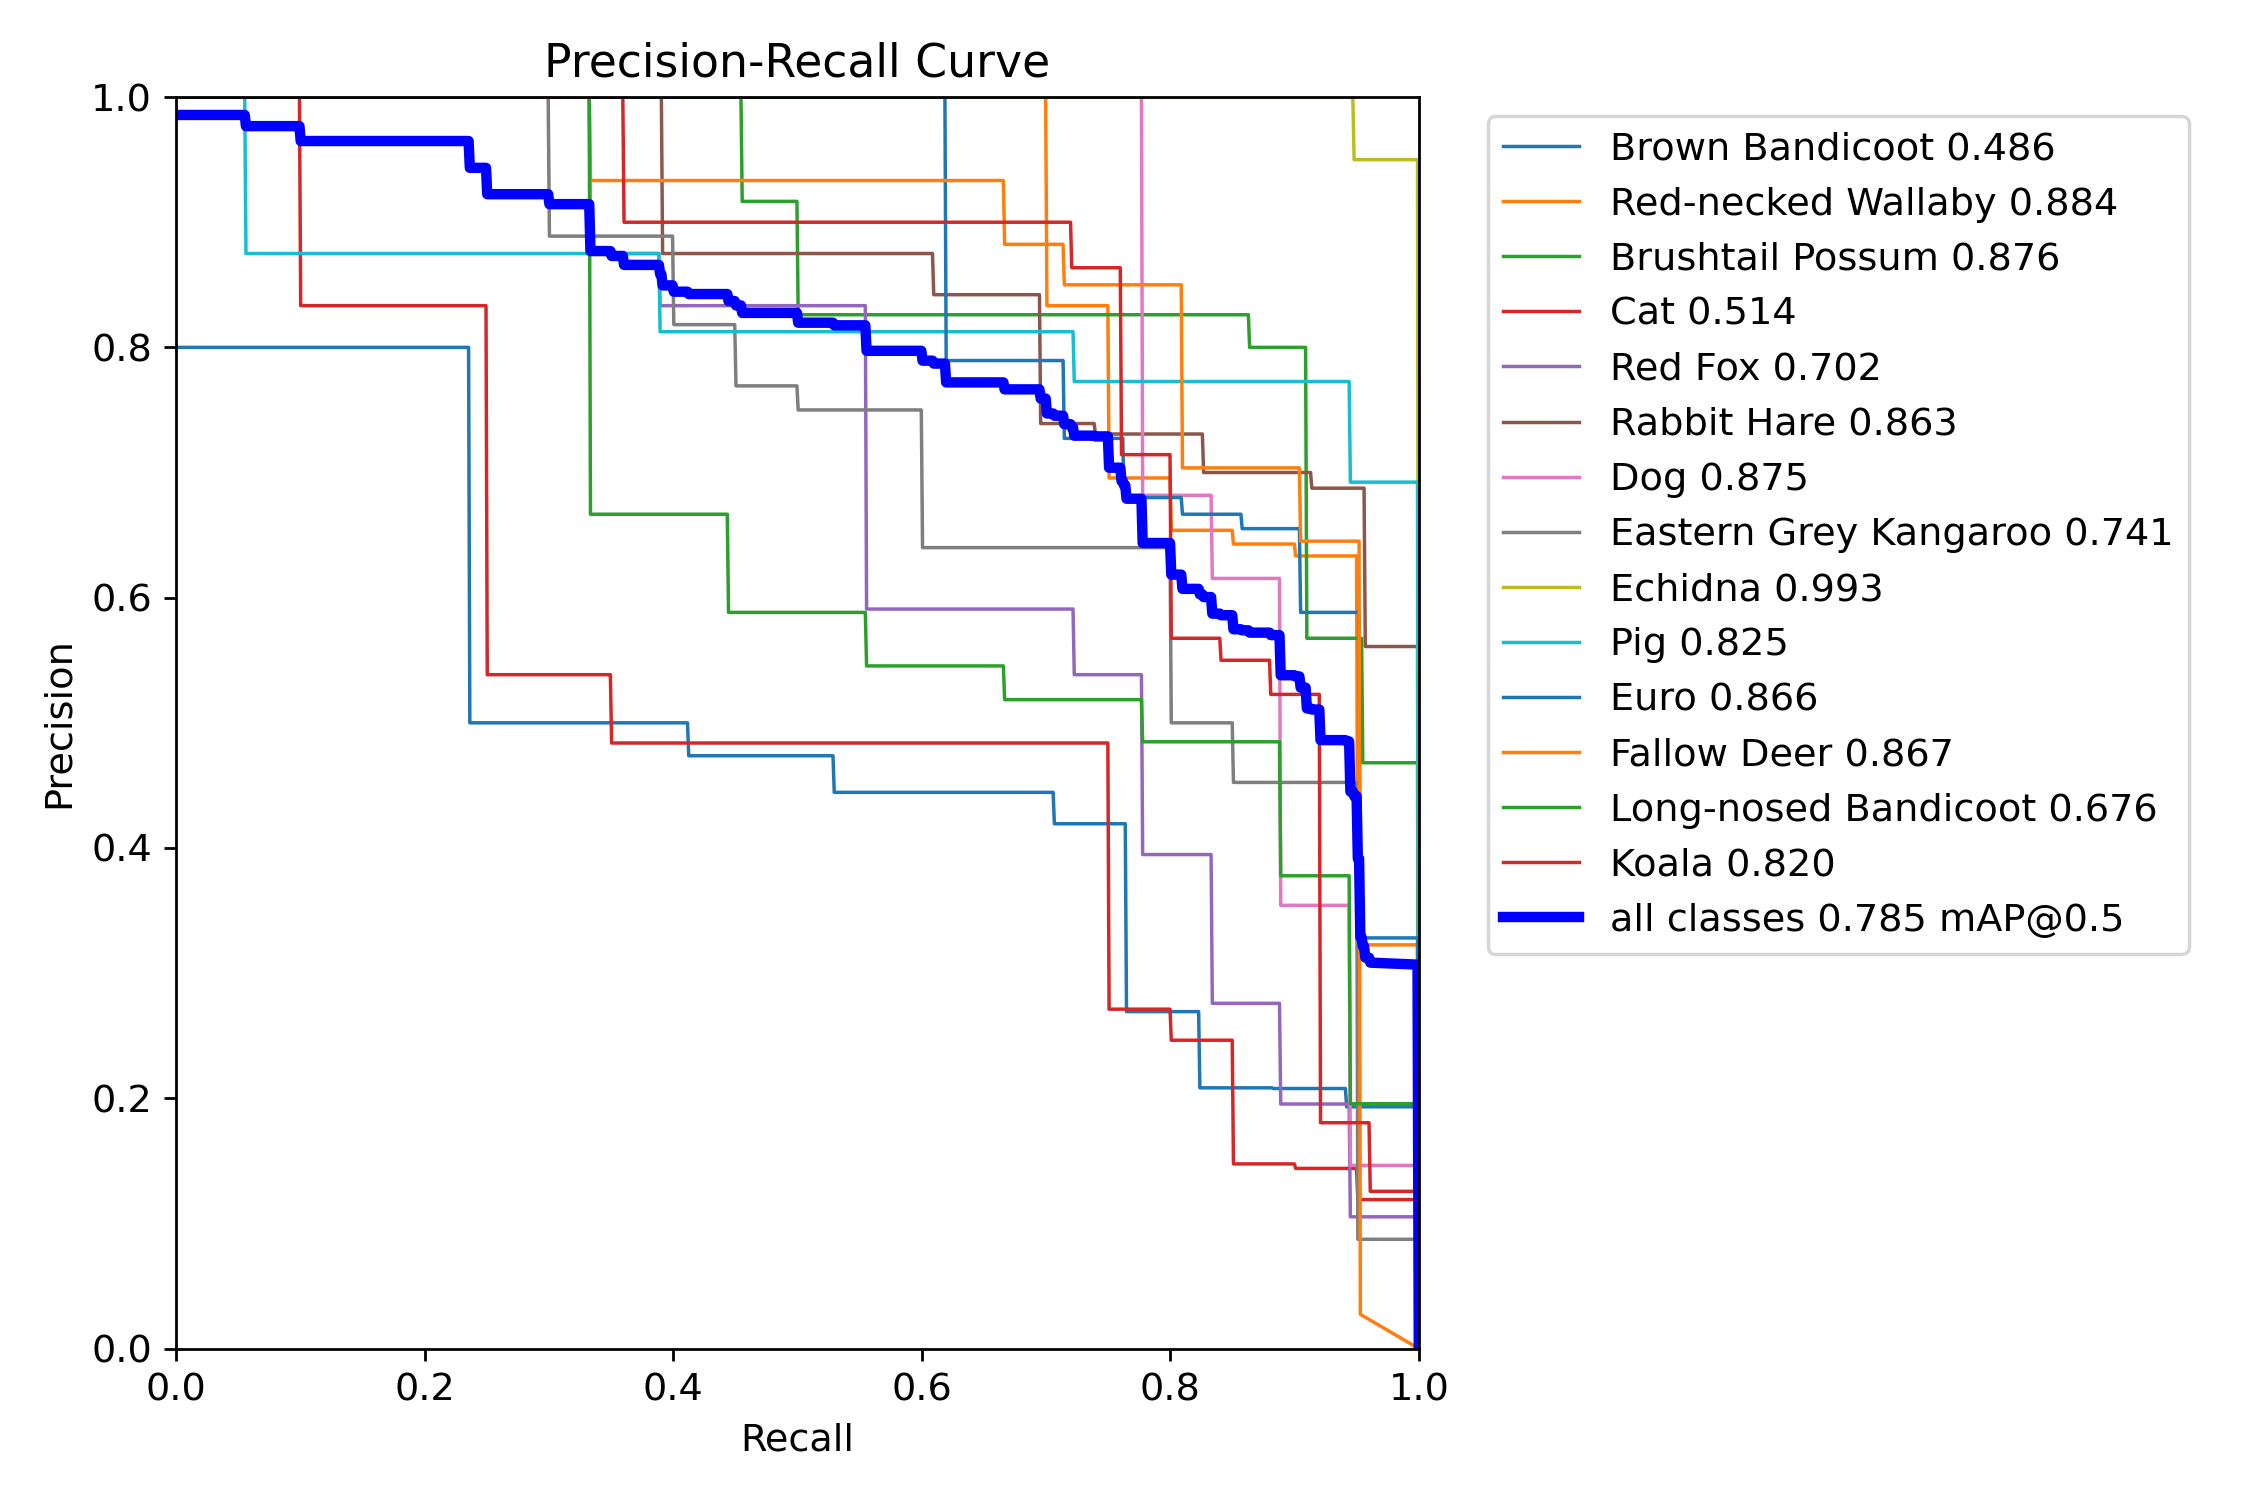 Precision-Recall Curve
1.0
0.8
0.6
0.4
0.2
0.0
Precision
0.0 0.2 0.4 0.6 0.8 1.0
Recall
Brown Bandicoot 0.486
Red-necked Wallaby 0.884
Brushtail Possum 0.876
Cat 0.514
Red Fox 0.702
Rabbit Hare 0.863
Dog 0.875
Eastern Grey Kangaroo 0.741
Echidna 0.993
Pig 0.825
Euro 0.866
Fallow Deer 0.867
Long-nosed Bandicoot 0.676
Koala 0.820
all classes 0.785 mAP@0.5